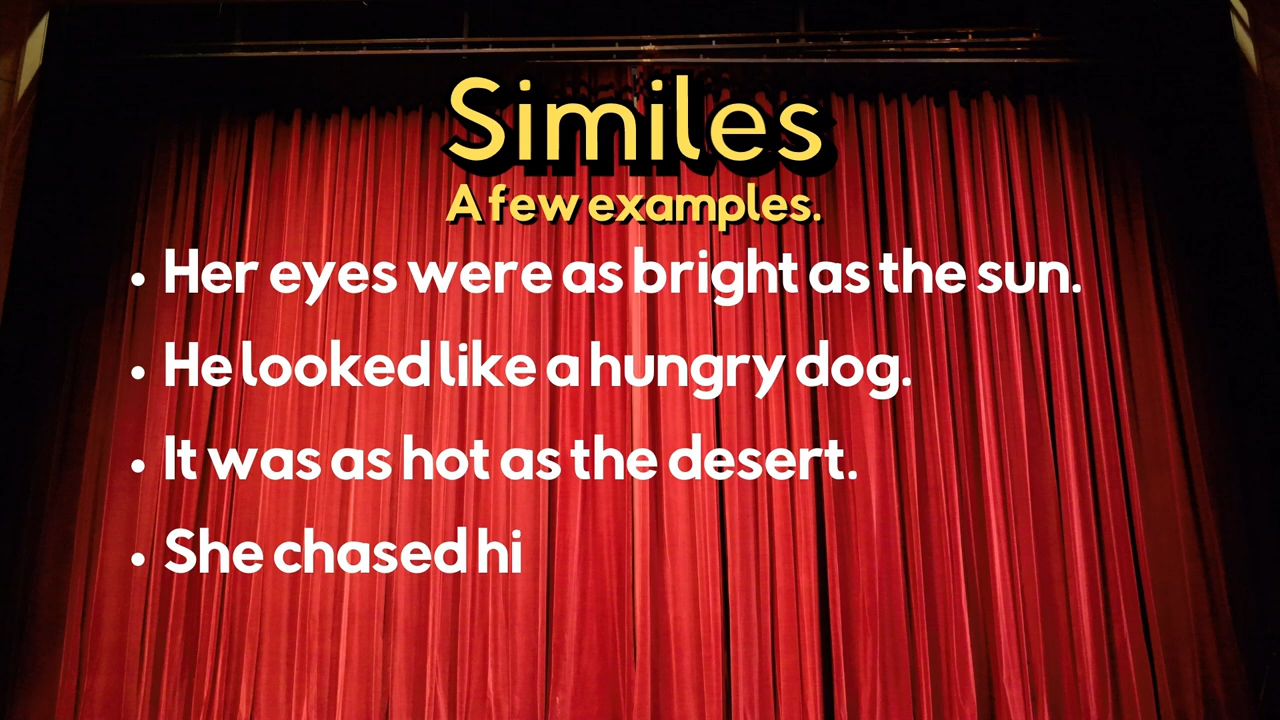 Similes
A few examples.
• Her eyes were as bright as the sun.
• He looked like a hungry dog.
• It was as hot as the desert.
• She chased hi